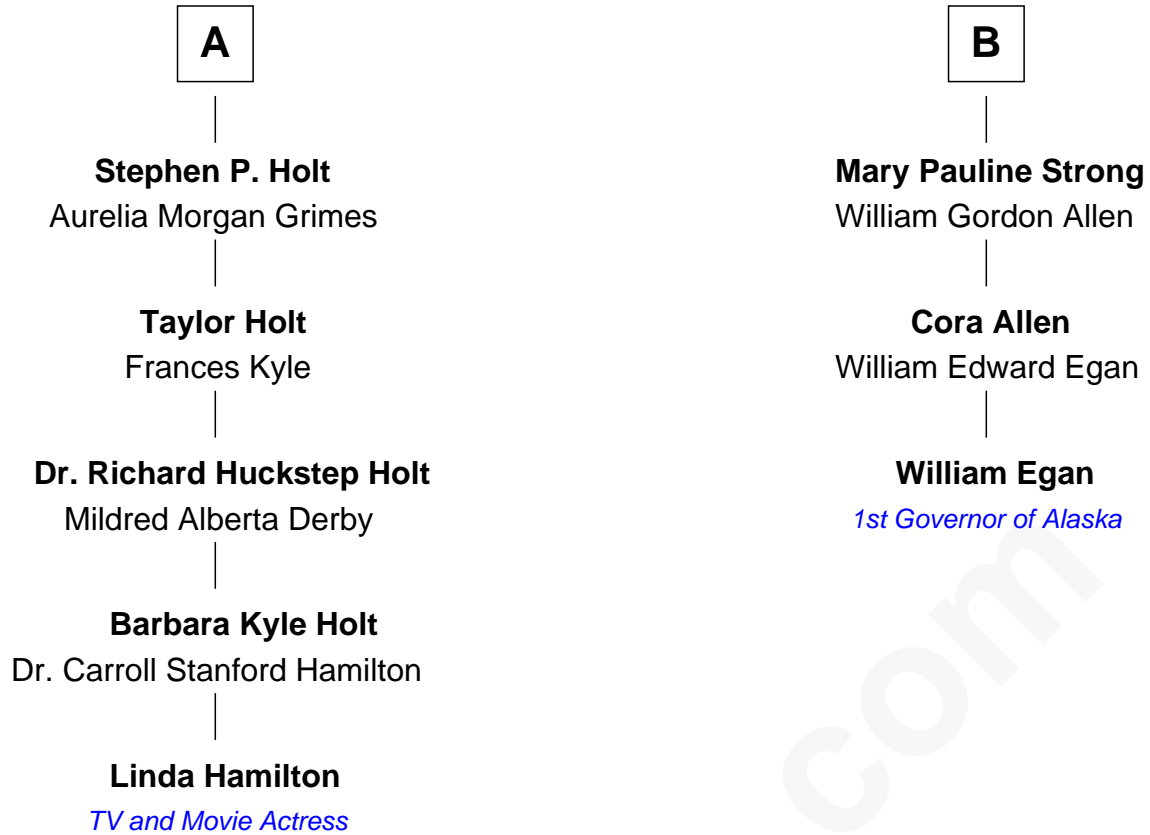 A
Stephen P. Holt
Aurelia Morgan Grimes
Taylor Holt
Frances Kyle
Dr. Richard Huckstep Holt
Mildred Alberta Derby
Barbara Kyle Holt
Dr. Carroll Stanford Hamilton
Linda Hamilton
TV and Movie Actress
B
Mary Pauline Strong
William Gordon Allen
Cora Allen
William Edward Egan
William Egan
1st Governor of Alaska
com